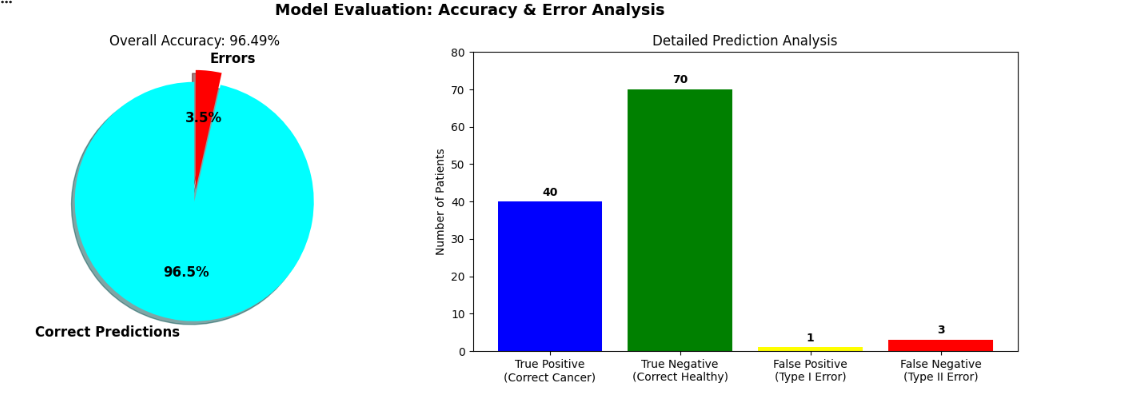 Model Evaluation: Accuracy & Error Analysis
Overall Accuracy: 96.49%
Errors
3.5%
96.5%
Correct Predictions
Detailed Prediction Analysis
Number of Patients
80
70
60
50
40
30
20
10
0
40
70
1
3
True Positive
(Correct Cancer)
True Negative
(Correct Healthy)
False Positive
(Type I Error)
False Negative
(Type II Error)